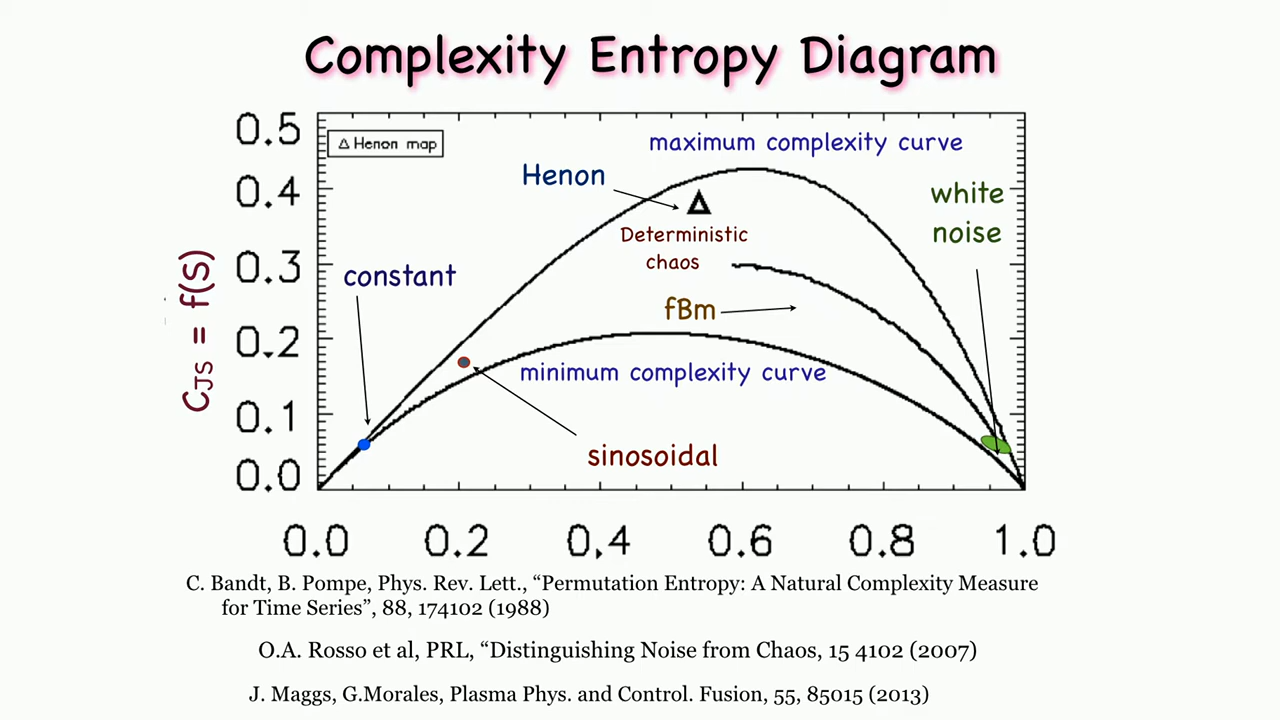 Complexity Entropy Diagram
0.5
Δ Henon map
maximum complexity curve
Henon
0.4
white
noise
Deterministic
chaos
0.3
constant
CJS = f(S)
fBm
0.2
minimum complexity curve
0.1
sinosoidal
0.0
0.0 0.2 0.4 0.6 0.8 1.0
C. Bandt, B. Pompe, Phys. Rev. Lett., “Permutation Entropy: A Natural Complexity Measure
for Time Series”, 88, 174102 (1988)
O.A. Rosso et al, PRL, “Distinguishing Noise from Chaos, 15 4102 (2007)
J. Maggs, G.Morales, Plasma Phys. and Control. Fusion, 55, 85015 (2013)